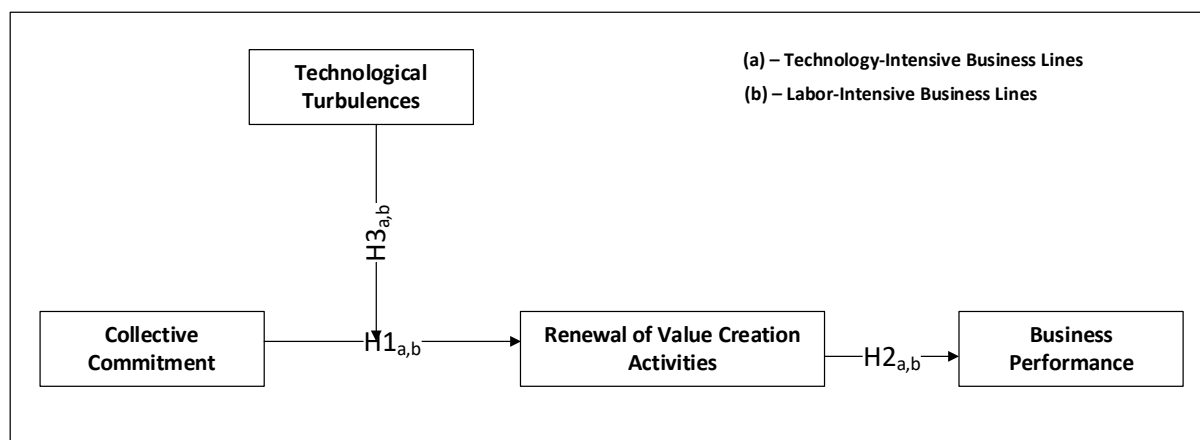 Technological
Turbulences
(a) – Technology-Intensive Business Lines
(b) – Labor-Intensive Business Lines
H3a,b
Collective
Commitment
H1a,b
Renewal of Value Creation
Activities
H2a,b
Business
Performance